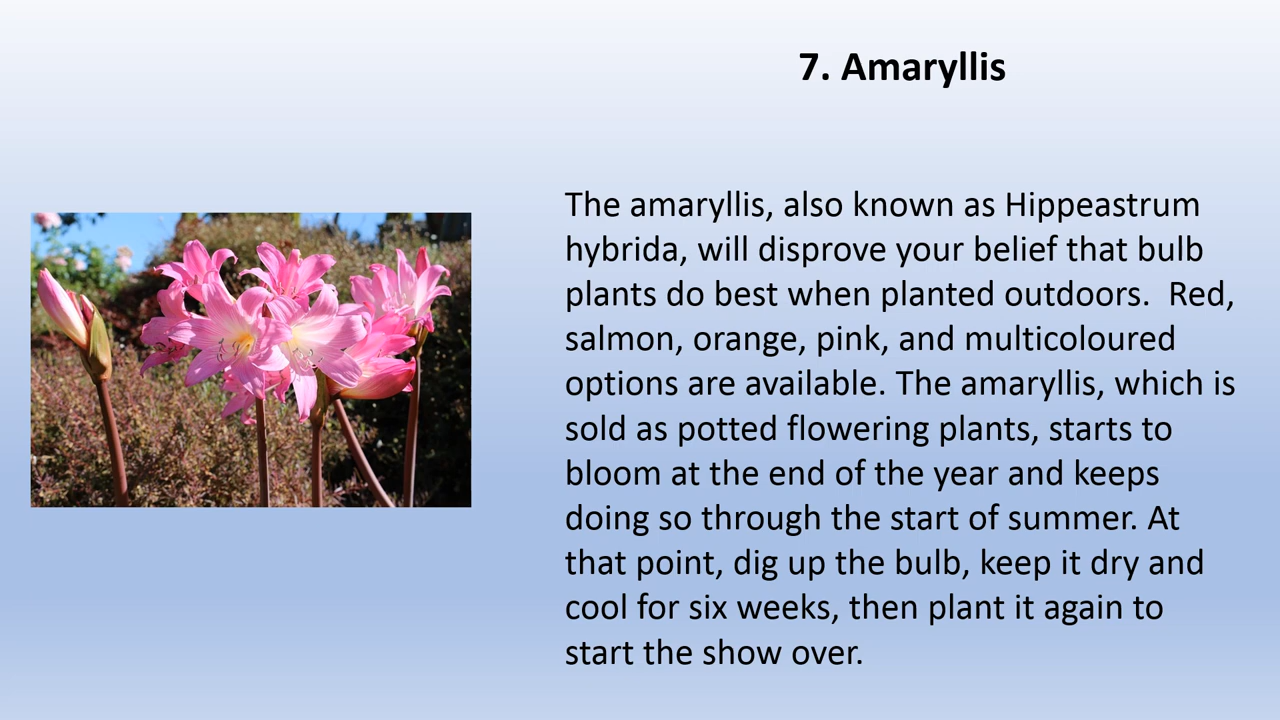 7. Amaryllis
The amaryllis, also known as Hippeastrum
hybrida, will disprove your belief that bulb
plants do best when planted outdoors.  Red,
salmon, orange, pink, and multicoloured
options are available. The amaryllis, which is
sold as potted flowering plants, starts to
bloom at the end of the year and keeps
doing so through the start of summer. At
that point, dig up the bulb, keep it dry and
cool for six weeks, then plant it again to
start the show over.